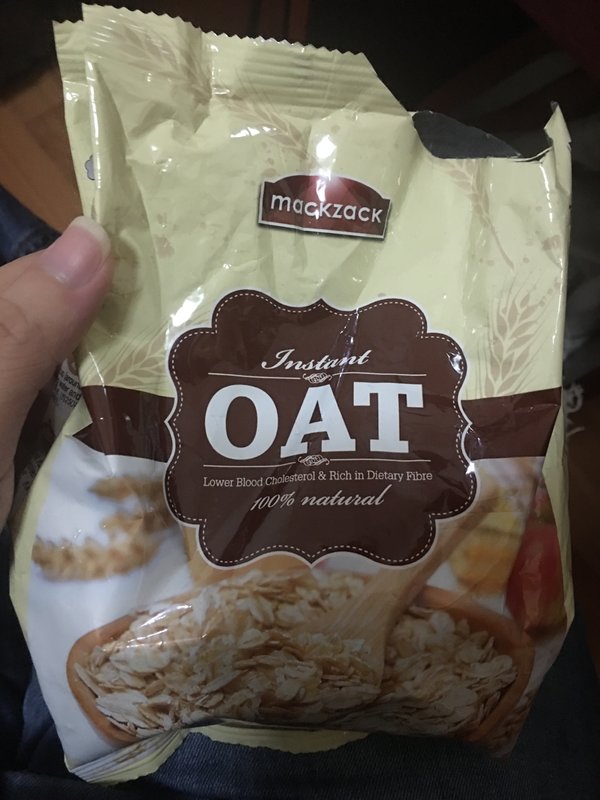 mackzack
Instant
OAT
Lower Blood Cholesterol & Rich in Dietary Fibre
100% natural